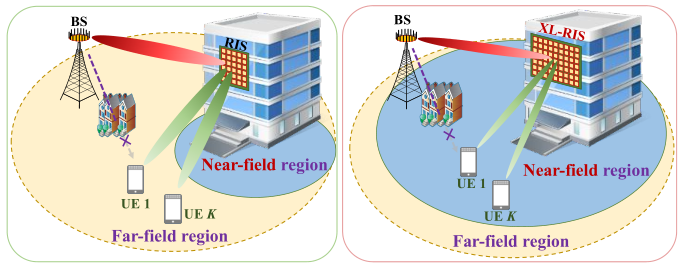 BS
RIS
Near-field region
UE 1
UE K
Far-field region
BS
XL-RIS
Near-field region
UE 1
UE K
Far-field region